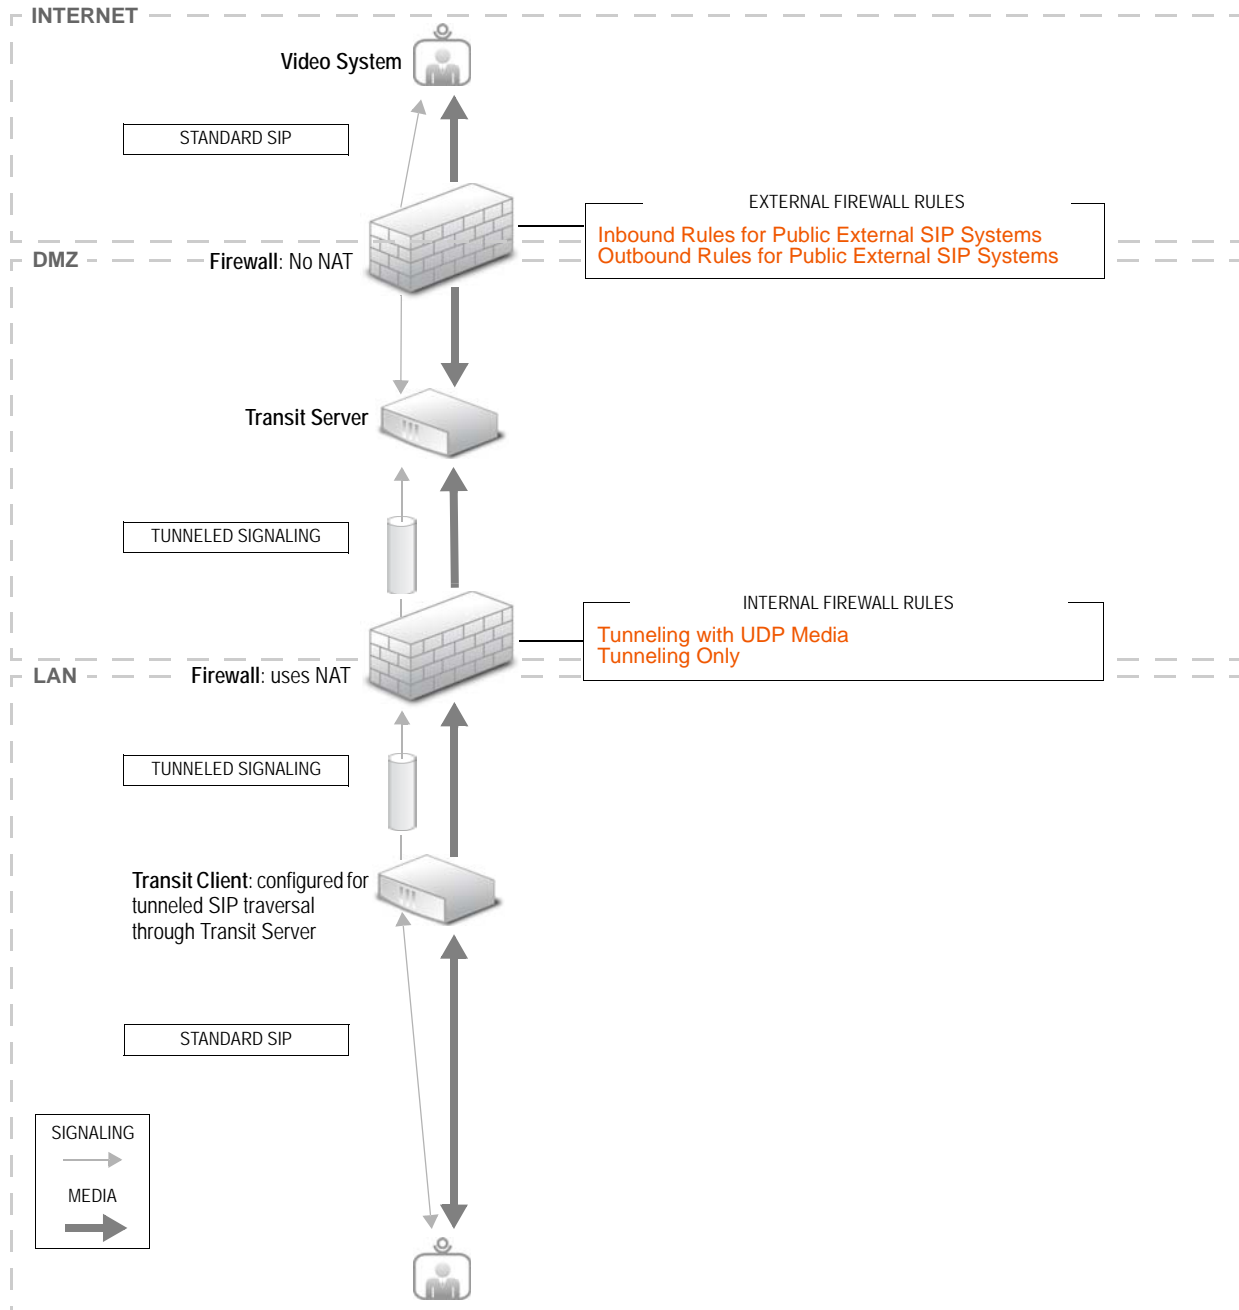 INTERNET
Video System
STANDARD SIP
EXTERNAL FIREWALL RULES
Inbound Rules for Public External SIP Systems
Outbound Rules for Public External SIP Systems
DMZ
Firewall: No NAT
Transit Server
TUNNELED SIGNALING
INTERNAL FIREWALL RULES
Tunneling with UDP Media
Tunneling Only
LAN
Firewall: uses NAT
TUNNELED SIGNALING
Transit Client: configured for
tunneled SIP traversal
through Transit Server
STANDARD SIP
SIGNALING
MEDIA